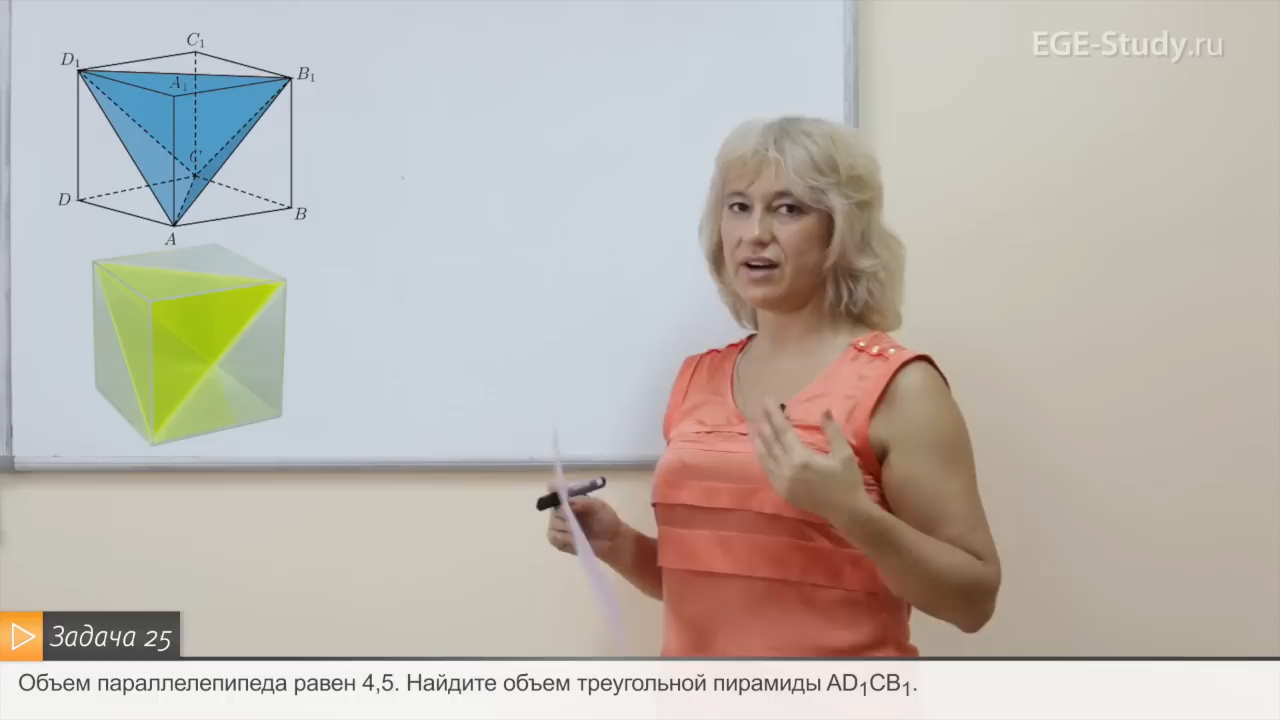 EGE-Study.ru
C₁
D₁
B₁
A₁
C
D
B
A
Задача 25
Объем параллелепипеда равен 4,5. Найдите объем треугольной пирамиды AD₁CB₁.